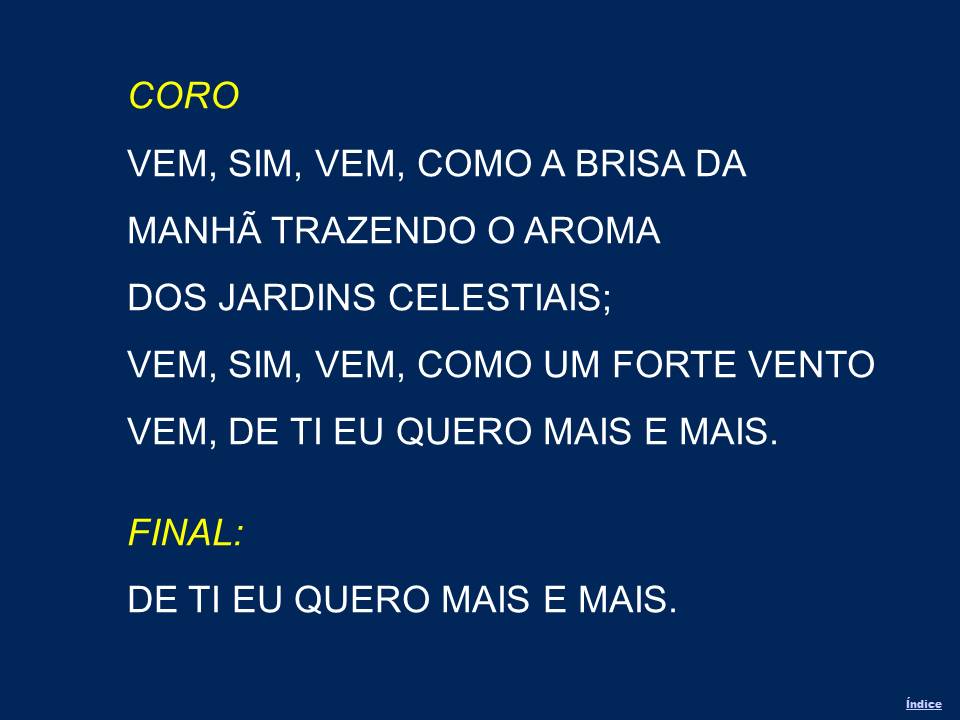 CORO
VEM, SIM, VEM, COMO A BRISA DA
MANHÃ TRAZENDO O AROMA
DOS JARDINS CELESTIAIS;
VEM, SIM, VEM, COMO UM FORTE VENTO
VEM, DE TI EU QUERO MAIS E MAIS.
FINAL:
DE TI EU QUERO MAIS E MAIS.
Índice